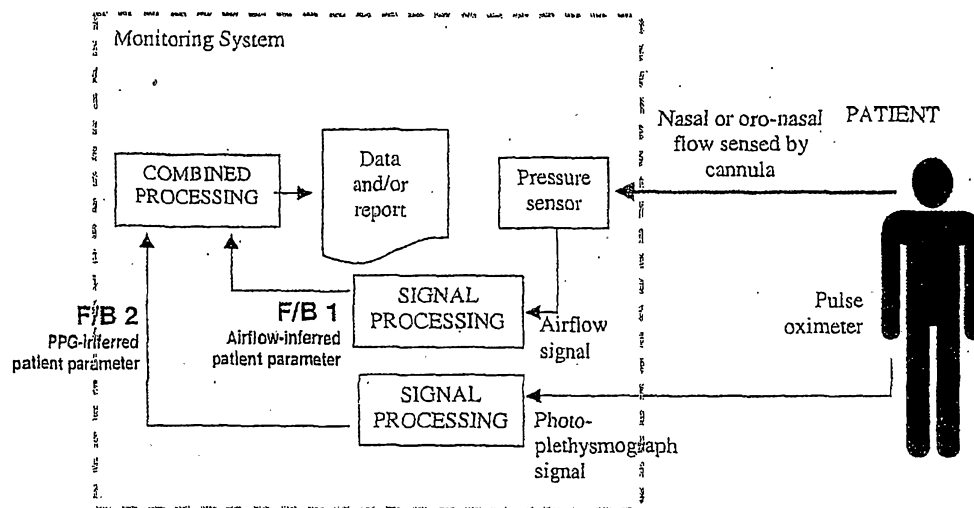 Monitoring System
Nasal or oro-nasal
flow sensed by
cannula
PATIENT
COMBINED
PROCESSING
Data
and/or
report
Pressure
sensor
F/B 2
PPG-inferred
patient parameter
F/B 1
Airflow-inferred
patient parameter
SIGNAL
PROCESSING
Airflow
signal
Pulse
oximeter
SIGNAL
PROCESSING
Photo-
plethysmograph
signal